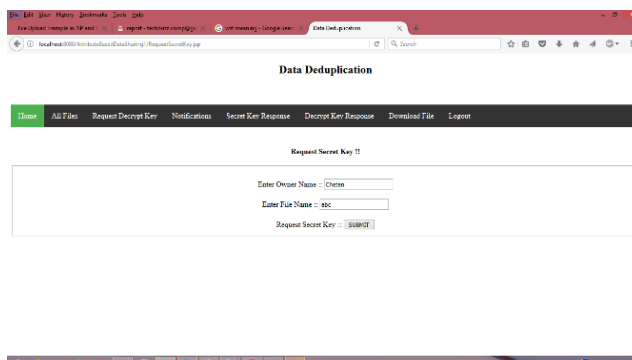 File Edit View History Bookmarks Tools Help
Data Deduplication
localhost:8080/AttributeBasedDataSharing1/RequestSecretKey.jsp
Search
Data Deduplication
Home All Files Request Decrypt Key Notifications Secret Key Response Decrypt Key Response Download File Logout
Request Secret Key !!
Enter Owner Name :: Chetan
Enter File Name :: abc
Request Secret Key :: SUBMIT